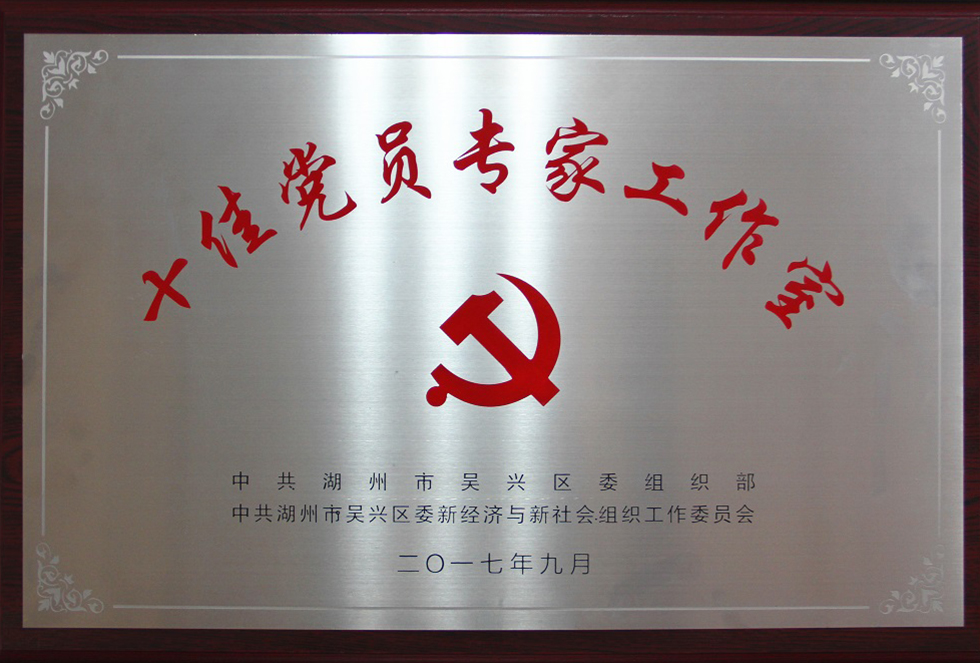 十佳党员专家工作室
中共湖州市吴兴区委组织部
中共湖州市吴兴区委新经济与新社会组织工作委员会
二〇一七年九月